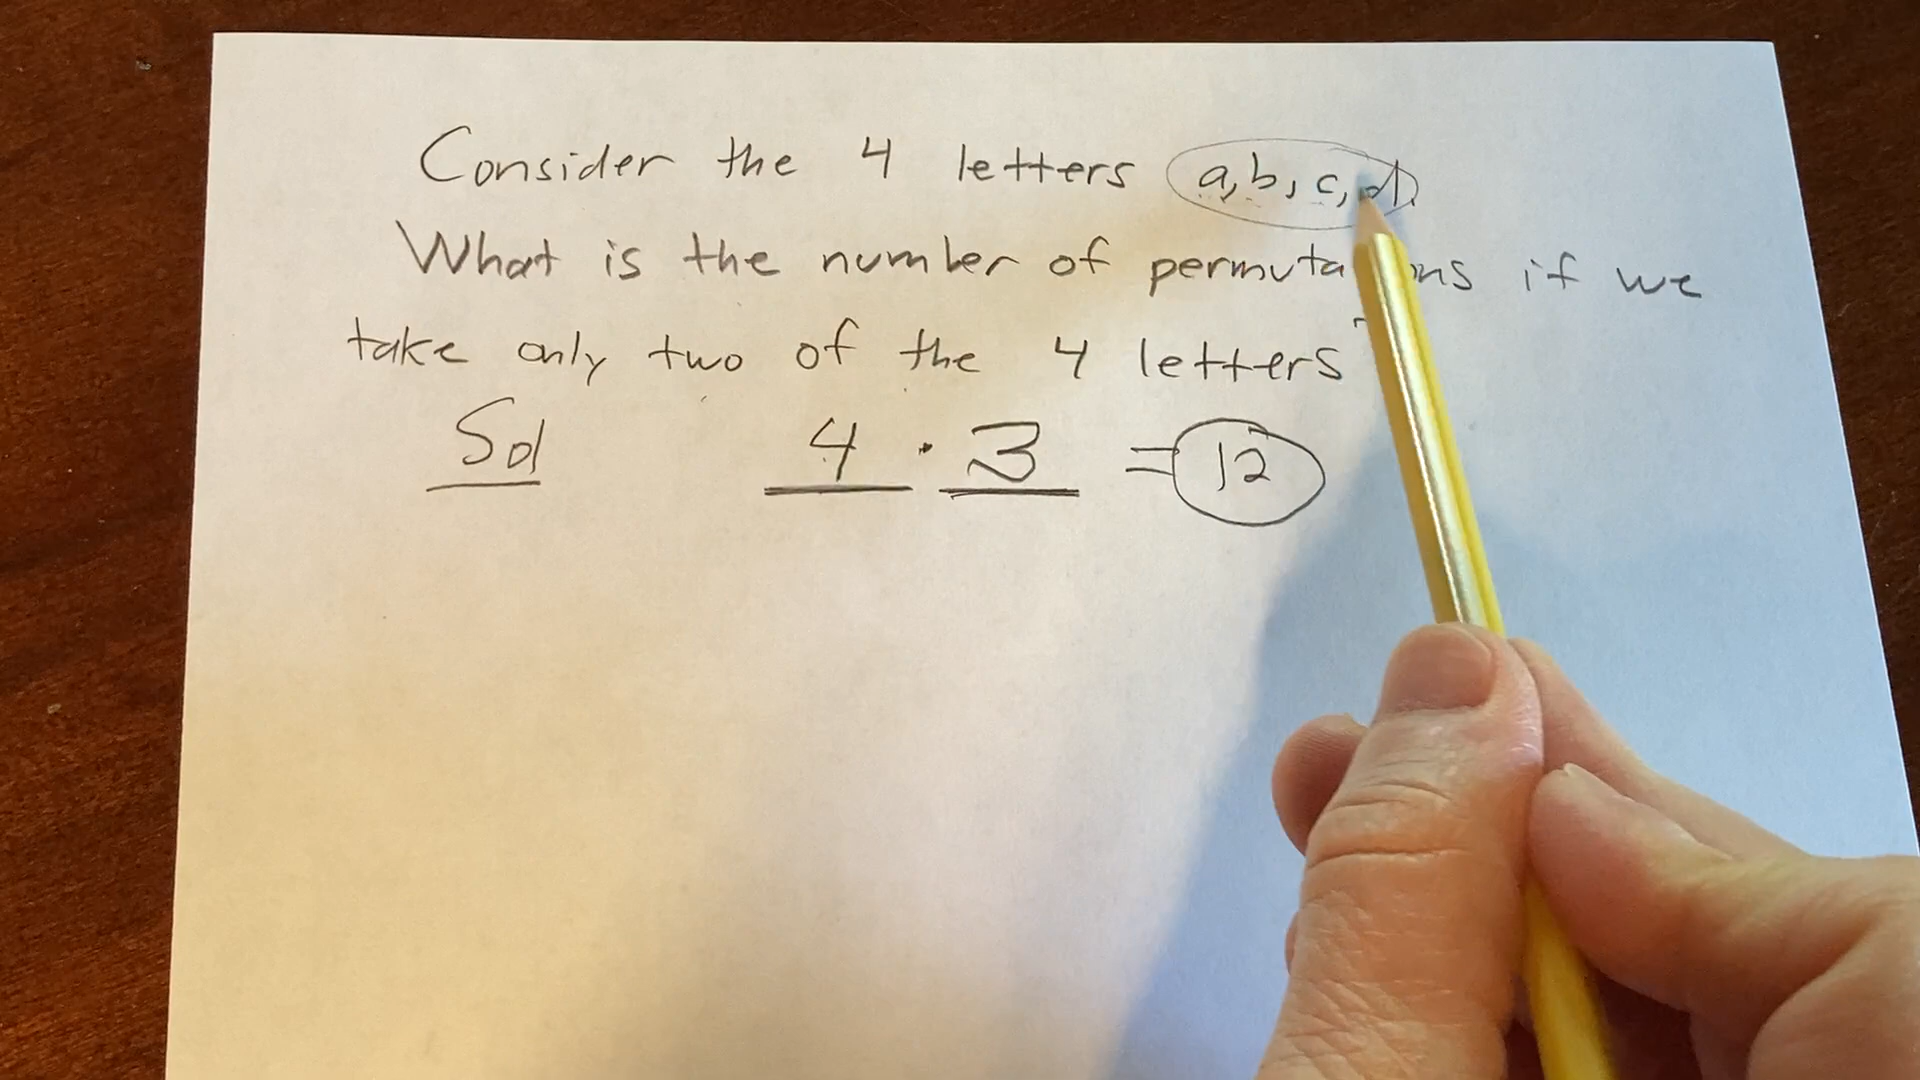 Consider the 4 letters a, b, c, d.
What is the number of if we
take only two of the 4 letters
Sol 4 · 3 = 12